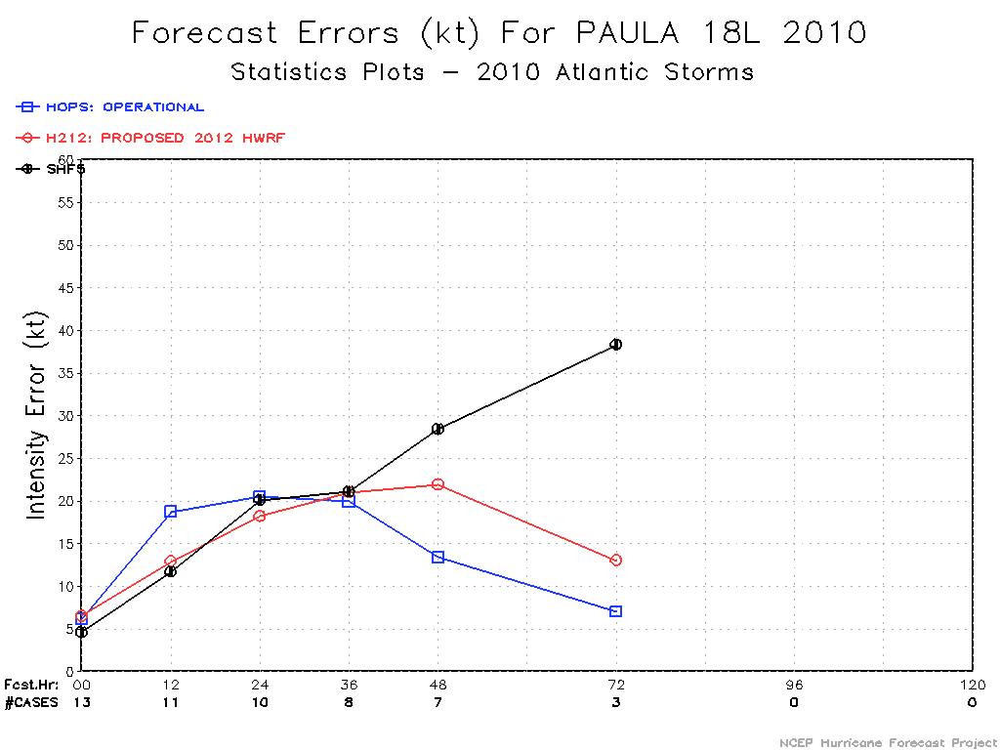 Forecast Errors (kt) For PAULA 18L 2010
Statistics Plots - 2010 Atlantic Storms
HOPS: OPERATIONAL
H212: PROPOSED 2012 HWRF
SHF5
Intensity Error (kt)
60
55
50
45
40
35
30
25
20
15
10
5
0
Fcst.Hr: 00 12 24 36 48 72 96 120
#CASES 13 11 10 8 7 3 0 0
NCEP Hurricane Forecast Project